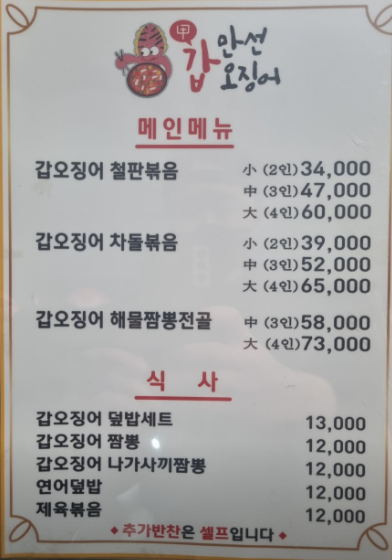 甲
갑 만선
오징어
메인메뉴
갑오징어 철판볶음 小 (2인) 34,000
中 (3인) 47,000
大 (4인) 60,000
갑오징어 차돌볶음 小 (2인) 39,000
中 (3인) 52,000
大 (4인) 65,000
갑오징어 해물짬뽕전골 中 (3인) 58,000
大 (4인) 73,000
식 사
갑오징어 덮밥세트 13,000
갑오징어 짬뽕 12,000
갑오징어 나가사끼짬뽕 12,000
연어덮밥 12,000
제육볶음 12,000
추가반찬은 셀프입니다